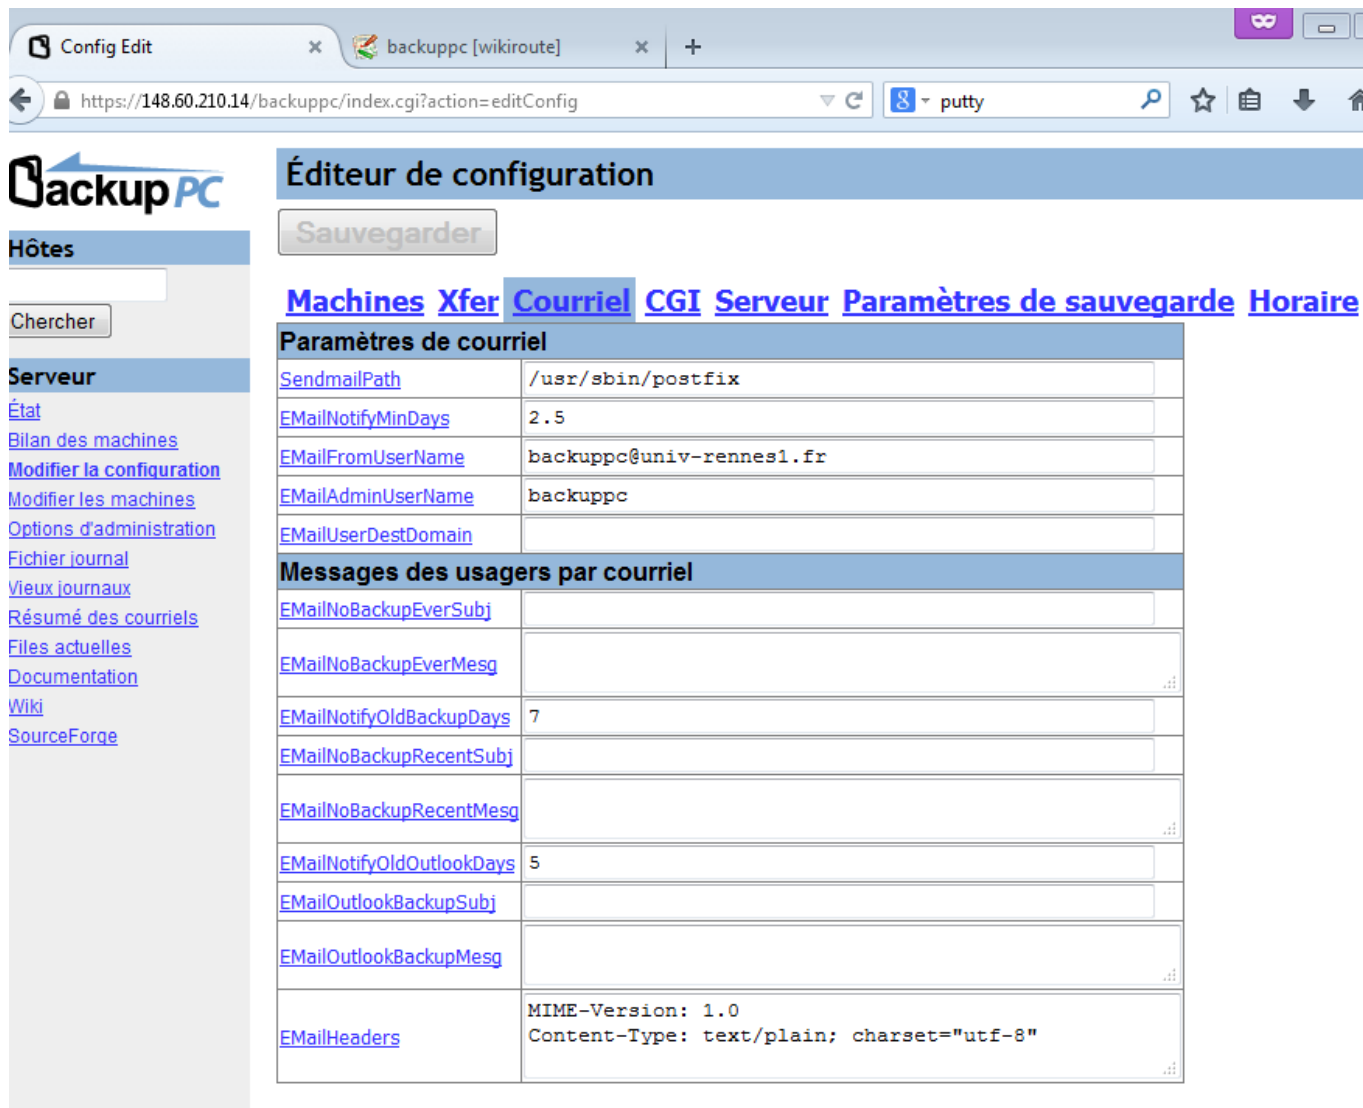 Config Edit
backuppc [wikiroute]
https://148.60.210.14/backuppc/index.cgi?action=editConfig
8
putty
BackupPC
Éditeur de configuration
Sauvegarder
Hôtes
Chercher
Machines Xfer Courriel CGI Serveur Paramètres de sauvegarde Horaire
Serveur
État
Bilan des machines
Modifier la configuration
Modifier les machines
Options d'administration
Fichier journal
Vieux journaux
Résumé des courriels
Files actuelles
Documentation
Wiki
SourceForge
Paramètres de courriel
SendmailPath /usr/sbin/postfix
EMailNotifyMinDays 2.5
EMailFromUserName backuppc@univ-rennes1.fr
EMailAdminUserName backuppc
EMailUserDestDomain
Messages des usagers par courriel
EMailNoBackupEverSubj
EMailNoBackupEverMesg
EMailNotifyOldBackupDays 7
EMailNoBackupRecentSubj
EMailNoBackupRecentMesg
EMailNotifyOldOutlookDays 5
EMailOutlookBackupSubj
EMailOutlookBackupMesg
EMailHeaders
MIME-Version: 1.0
Content-Type: text/plain; charset="utf-8"